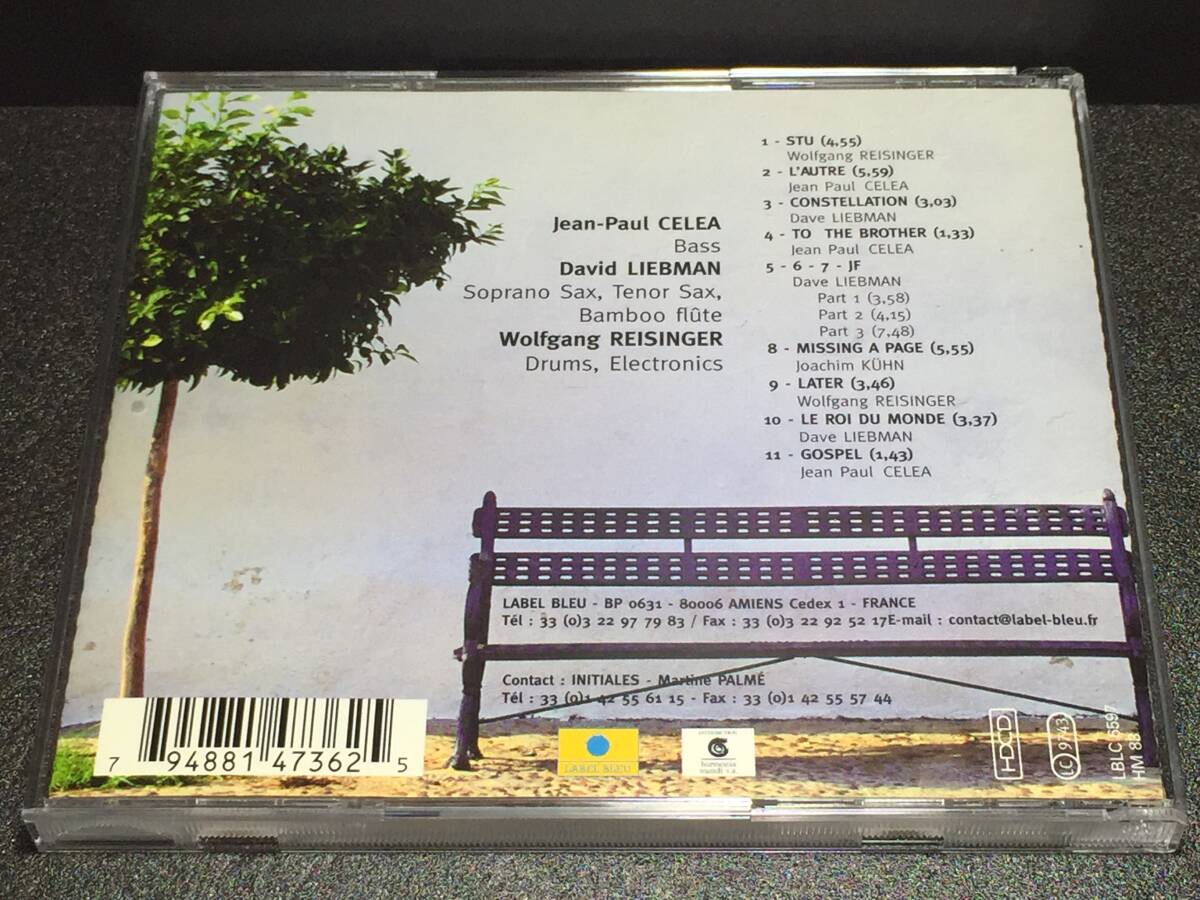 Jean-Paul CELEA
Bass
David LIEBMAN
Soprano Sax, Tenor Sax,
Bamboo flûte
Wolfgang REISINGER
Drums, Electronics
1 - STU (4,55)
Wolfgang REISINGER
2 - L'AUTRE (5,59)
Jean Paul CELEA
3 - CONSTELLATION (3,03)
Dave LIEBMAN
4 - TO THE BROTHER (1,33)
Jean Paul CELEA
5 - 6 - 7 - JF
Dave LIEBMAN
Part 1 (3,58)
Part 2 (4,15)
Part 3 (7,48)
8 - MISSING A PAGE (5,55)
Joachim KÜHN
9 - LATER (3,46)
Wolfgang REISINGER
10 - LE ROI DU MONDE (3,37)
Dave LIEBMAN
11 - GOSPEL (1,43)
Jean Paul CELEA
LABEL BLEU - BP 0631 - 80006 AMIENS Cedex 1 - FRANCE
Tél : 33 (0)3 22 97 79 83 / Fax : 33 (0)3 22 92 52 17E-mail : contact@label-bleu.fr
Contact : INITIALES - Martine PALMÉ
Tél : 33 (0)1 42 55 61 15 - Fax : 33 (0)1 42 55 57 44
7 94881 47362 5
LABEL BLEU
harmonia
mundi s.a.
HDCD
LC 9743
LBLC 6597
HM 83